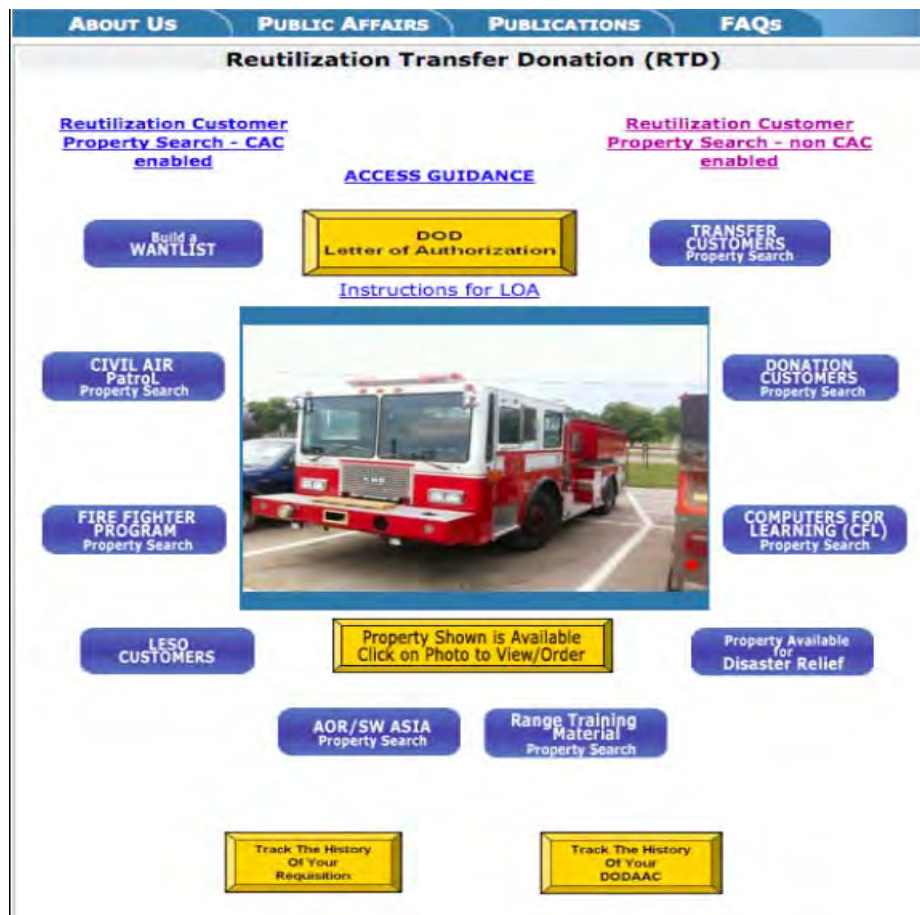 ABOUT US PUBLIC AFFAIRS PUBLICATIONS FAQS
Reutilization Transfer Donation (RTD)
Reutilization Customer
Property Search - CAC
enabled
Reutilization Customer
Property Search - non CAC
enabled
ACCESS GUIDANCE
Build a
WANTLIST
DOD
Letter of Authorization
TRANSFER
CUSTOMERS
Property Search
Instructions for LOA
CIVIL AIR
PatroL
Property Search
DONATION
CUSTOMERS
Property Search
FIRE FIGHTER
PROGRAM
Property Search
COMPUTERS FOR
LEARNING (CFL)
Property Search
LESO
CUSTOMERS
Property Shown is Available
Click on Photo to View/Order
Property Available
for
Disaster Relief
AOR/SW ASIA
Property Search
Range Training
Material
Property Search
Track The History
Of Your
Requisition
Track The History
Of Your
DODAAC